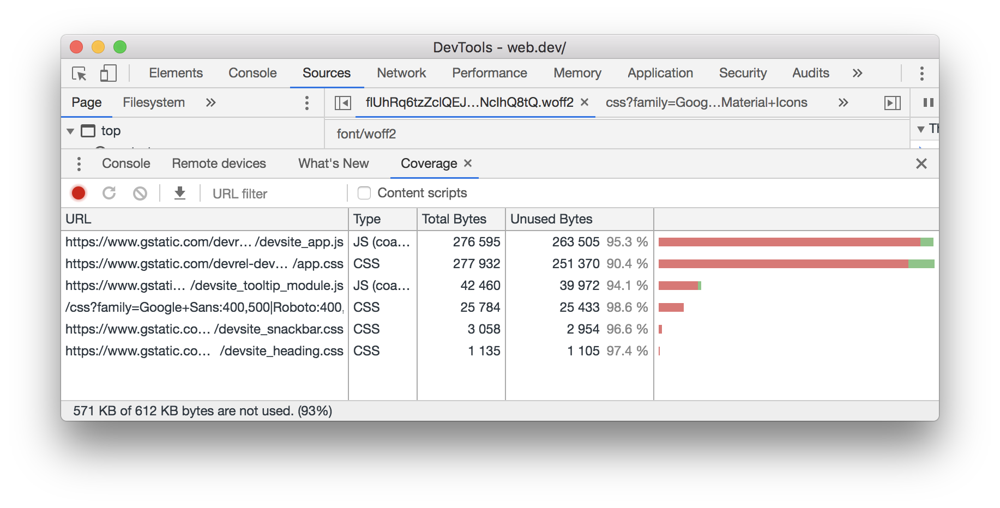 DevTools - web.dev/
Elements Console Sources Network Performance Memory Application Security Audits »
Page Filesystem » flUhRq6tzZclQEJ…NcIhQ8tQ.woff2 × css?family=Goog…Material+Icons »
top
font/woff2
Console Remote devices What's New Coverage ×
URL filter Content scripts
URL Type Total Bytes Unused Bytes
https://www.gstatic.com/devr… /devsite_app.js JS (coa… 276 595 263 505 95.3 %
https://www.gstatic.com/devrel-dev… /app.css CSS 277 932 251 370 90.4 %
https://www.gstati… /devsite_tooltip_module.js JS (coa… 42 460 39 972 94.1 %
/css?family=Google+Sans:400,500|Roboto:400, CSS 25 784 25 433 98.6 %
https://www.gstatic.co… /devsite_snackbar.css CSS 3 058 2 954 96.6 %
https://www.gstatic.co… /devsite_heading.css CSS 1 135 1 105 97.4 %
571 KB of 612 KB bytes are not used. (93%)